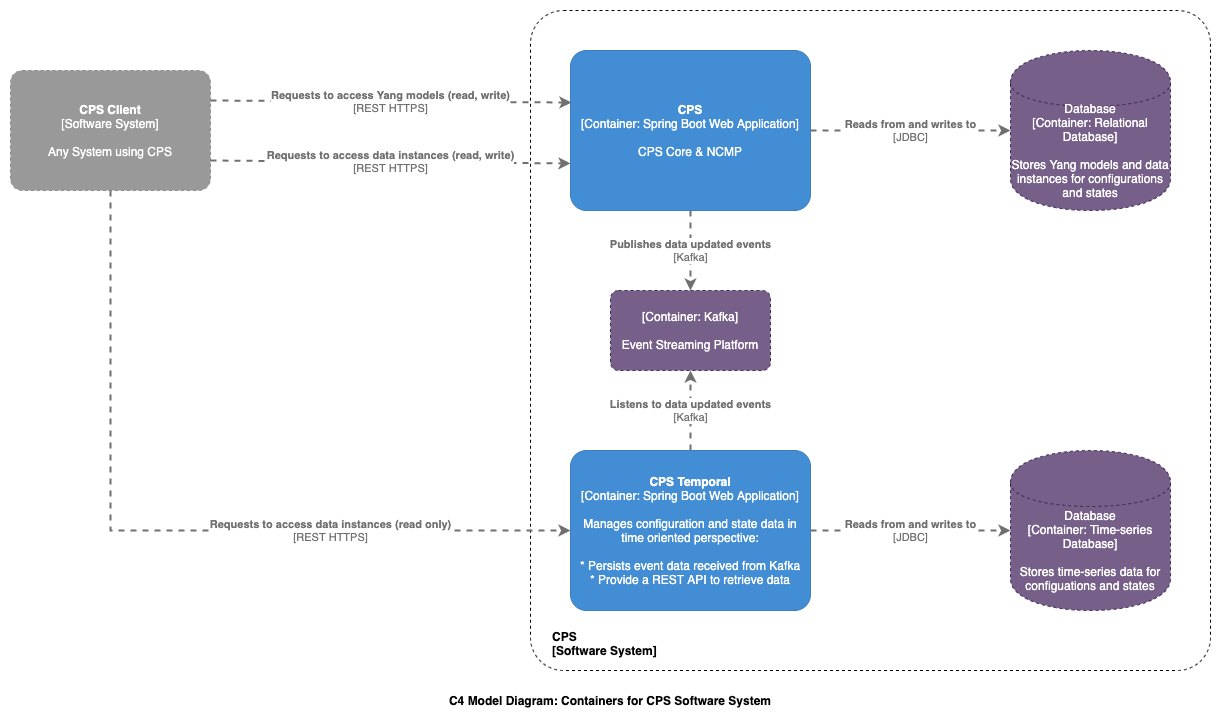 CPS Client
[Software System]
Any System using CPS
Requests to access Yang models (read, write)
[REST HTTPS]
Requests to access data instances (read, write)
[REST HTTPS]
CPS
[Container: Spring Boot Web Application]
CPS Core & NCMP
Reads from and writes to
[JDBC]
Database
[Container: Relational
Database]
Stores Yang models and data
instances for configurations
and states
Publishes data updated events
[Kafka]
[Container: Kafka]
Event Streaming Platform
Listens to data updated events
[Kafka]
Requests to access data instances (read only)
[REST HTTPS]
CPS Temporal
[Container: Spring Boot Web Application]
Manages configuration and state data in
time oriented perspective:
* Persists event data received from Kafka
* Provide a REST API to retrieve data
Reads from and writes to
[JDBC]
Database
[Container: Time-series
Database]
Stores time-series data for
configuations and states
CPS
[Software System]
C4 Model Diagram: Containers for CPS Software System